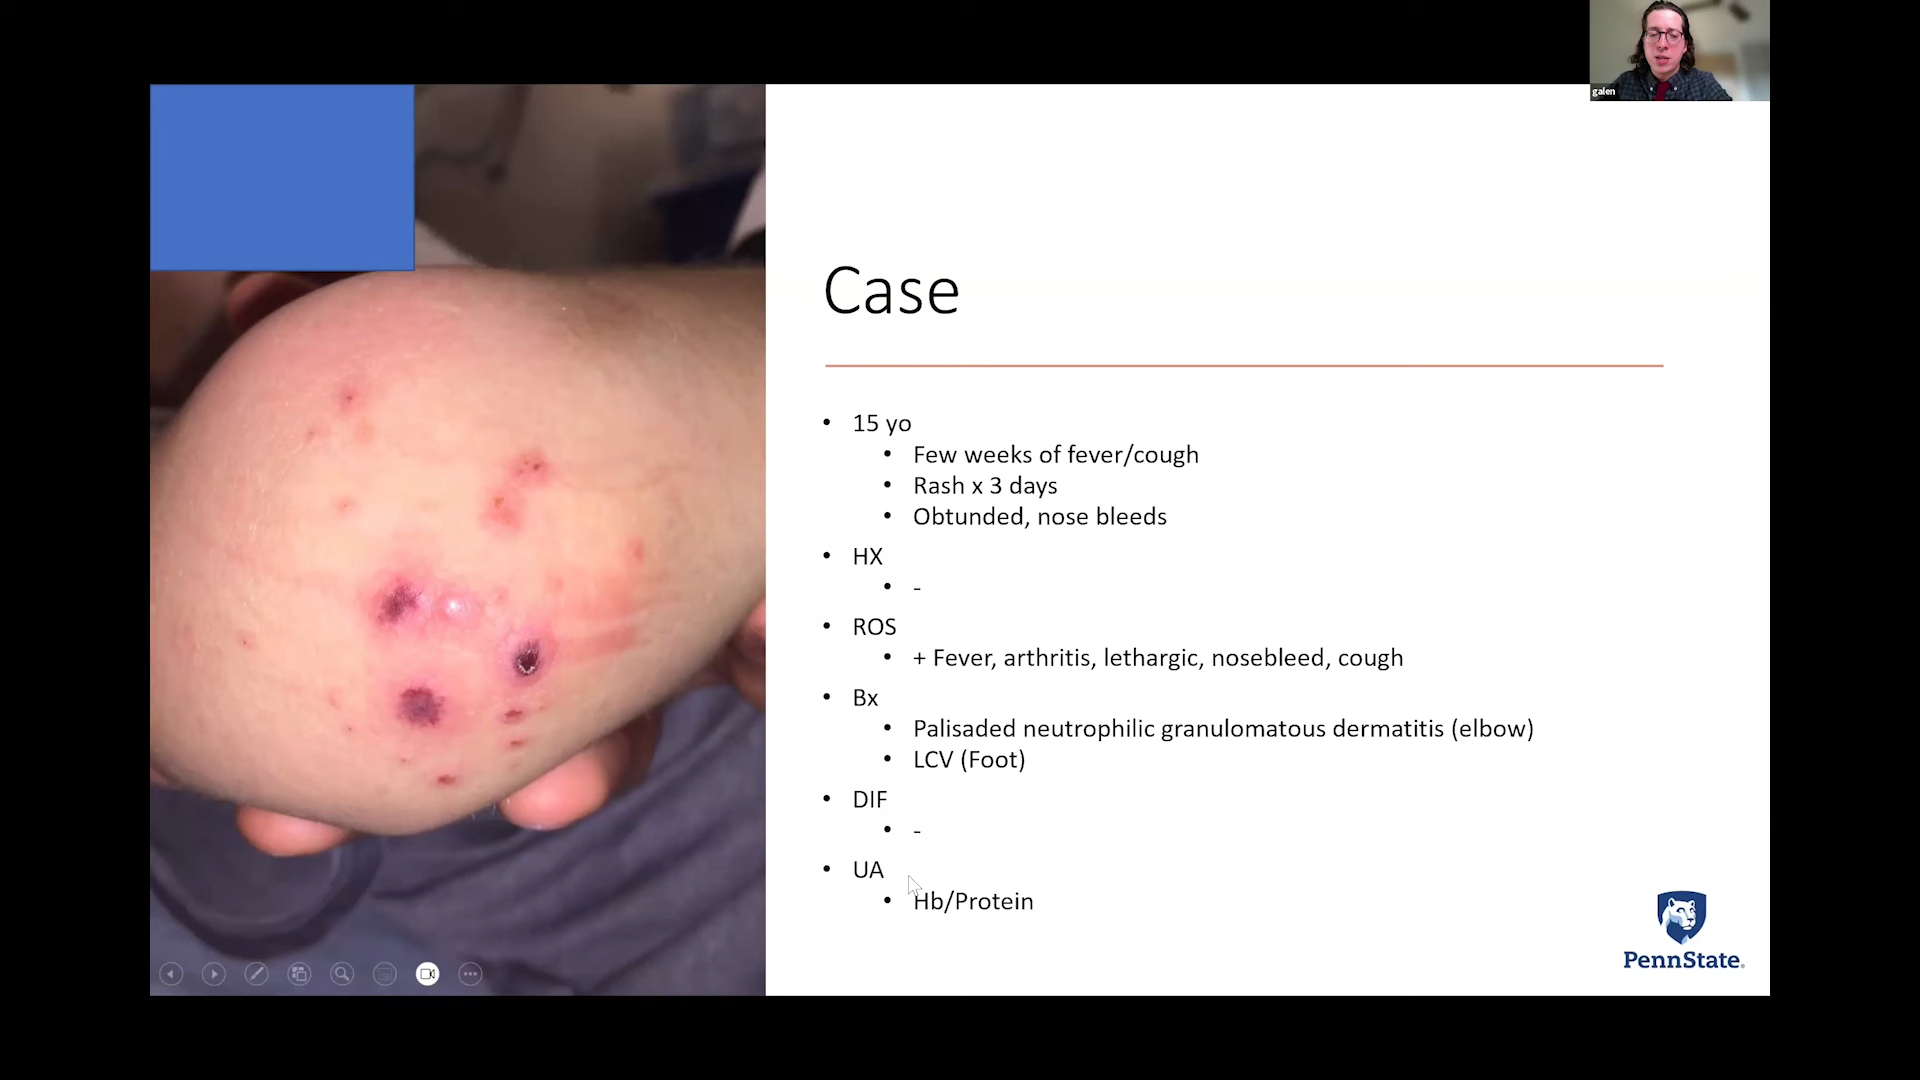 galen
Case
15 yo
Few weeks of fever/cough
Rash x 3 days
Obtunded, nose bleeds
HX
-
ROS
+ Fever, arthritis, lethargic, nosebleed, cough
Bx
Palisaded neutrophilic granulomatous dermatitis (elbow)
LCV (Foot)
DIF
-
UA
Hb/Protein
PennState.